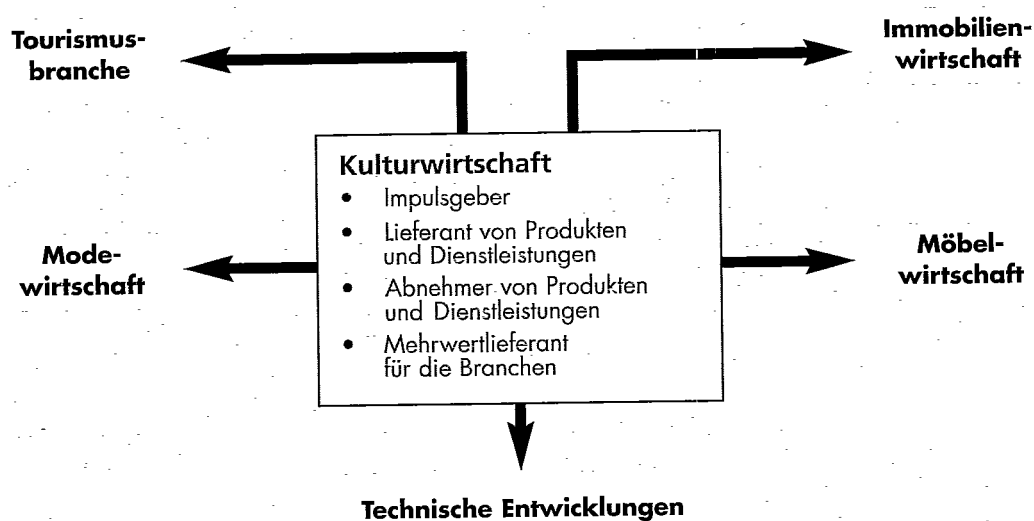 Tourismus-
branche
Immobilien-
wirtschaft
Kulturwirtschaft
• Impulsgeber
• Lieferant von Produkten
und Dienstleistungen
• Abnehmer von Produkten
und Dienstleistungen
• Mehrwertlieferant
für die Branchen
Mode-
wirtschaft
Möbel-
wirtschaft
Technische Entwicklungen